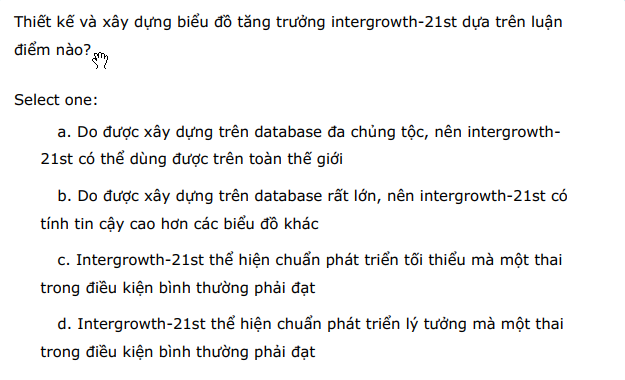 Thiết kế và xây dựng biểu đồ tăng trưởng intergrowth-21st dựa trên luận
điểm nào?
Select one:
a. Do được xây dựng trên database đa chủng tộc, nên intergrowth-
21st có thể dùng được trên toàn thế giới
b. Do được xây dựng trên database rất lớn, nên intergrowth-21st có
tính tin cậy cao hơn các biểu đồ khác
c. Intergrowth-21st thể hiện chuẩn phát triển tối thiểu mà một thai
trong điều kiện bình thường phải đạt
d. Intergrowth-21st thể hiện chuẩn phát triển lý tưởng mà một thai
trong điều kiện bình thường phải đạt